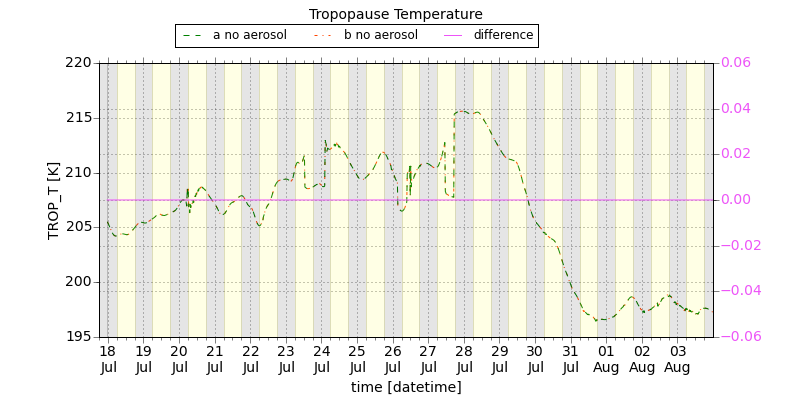 Tropopause Temperature
a no aerosol b no aerosol difference
220
215
210
205
200
195
TROP_T [K]
0.06
0.04
0.02
0.00
−0.02
−0.04
−0.06
18 19 20 21 22 23 24 25 26 27 28 29 30 31 01 02 03
Jul Jul Jul Jul Jul Jul Jul Jul Jul Jul Jul Jul Jul Jul Aug Aug Aug
time [datetime]